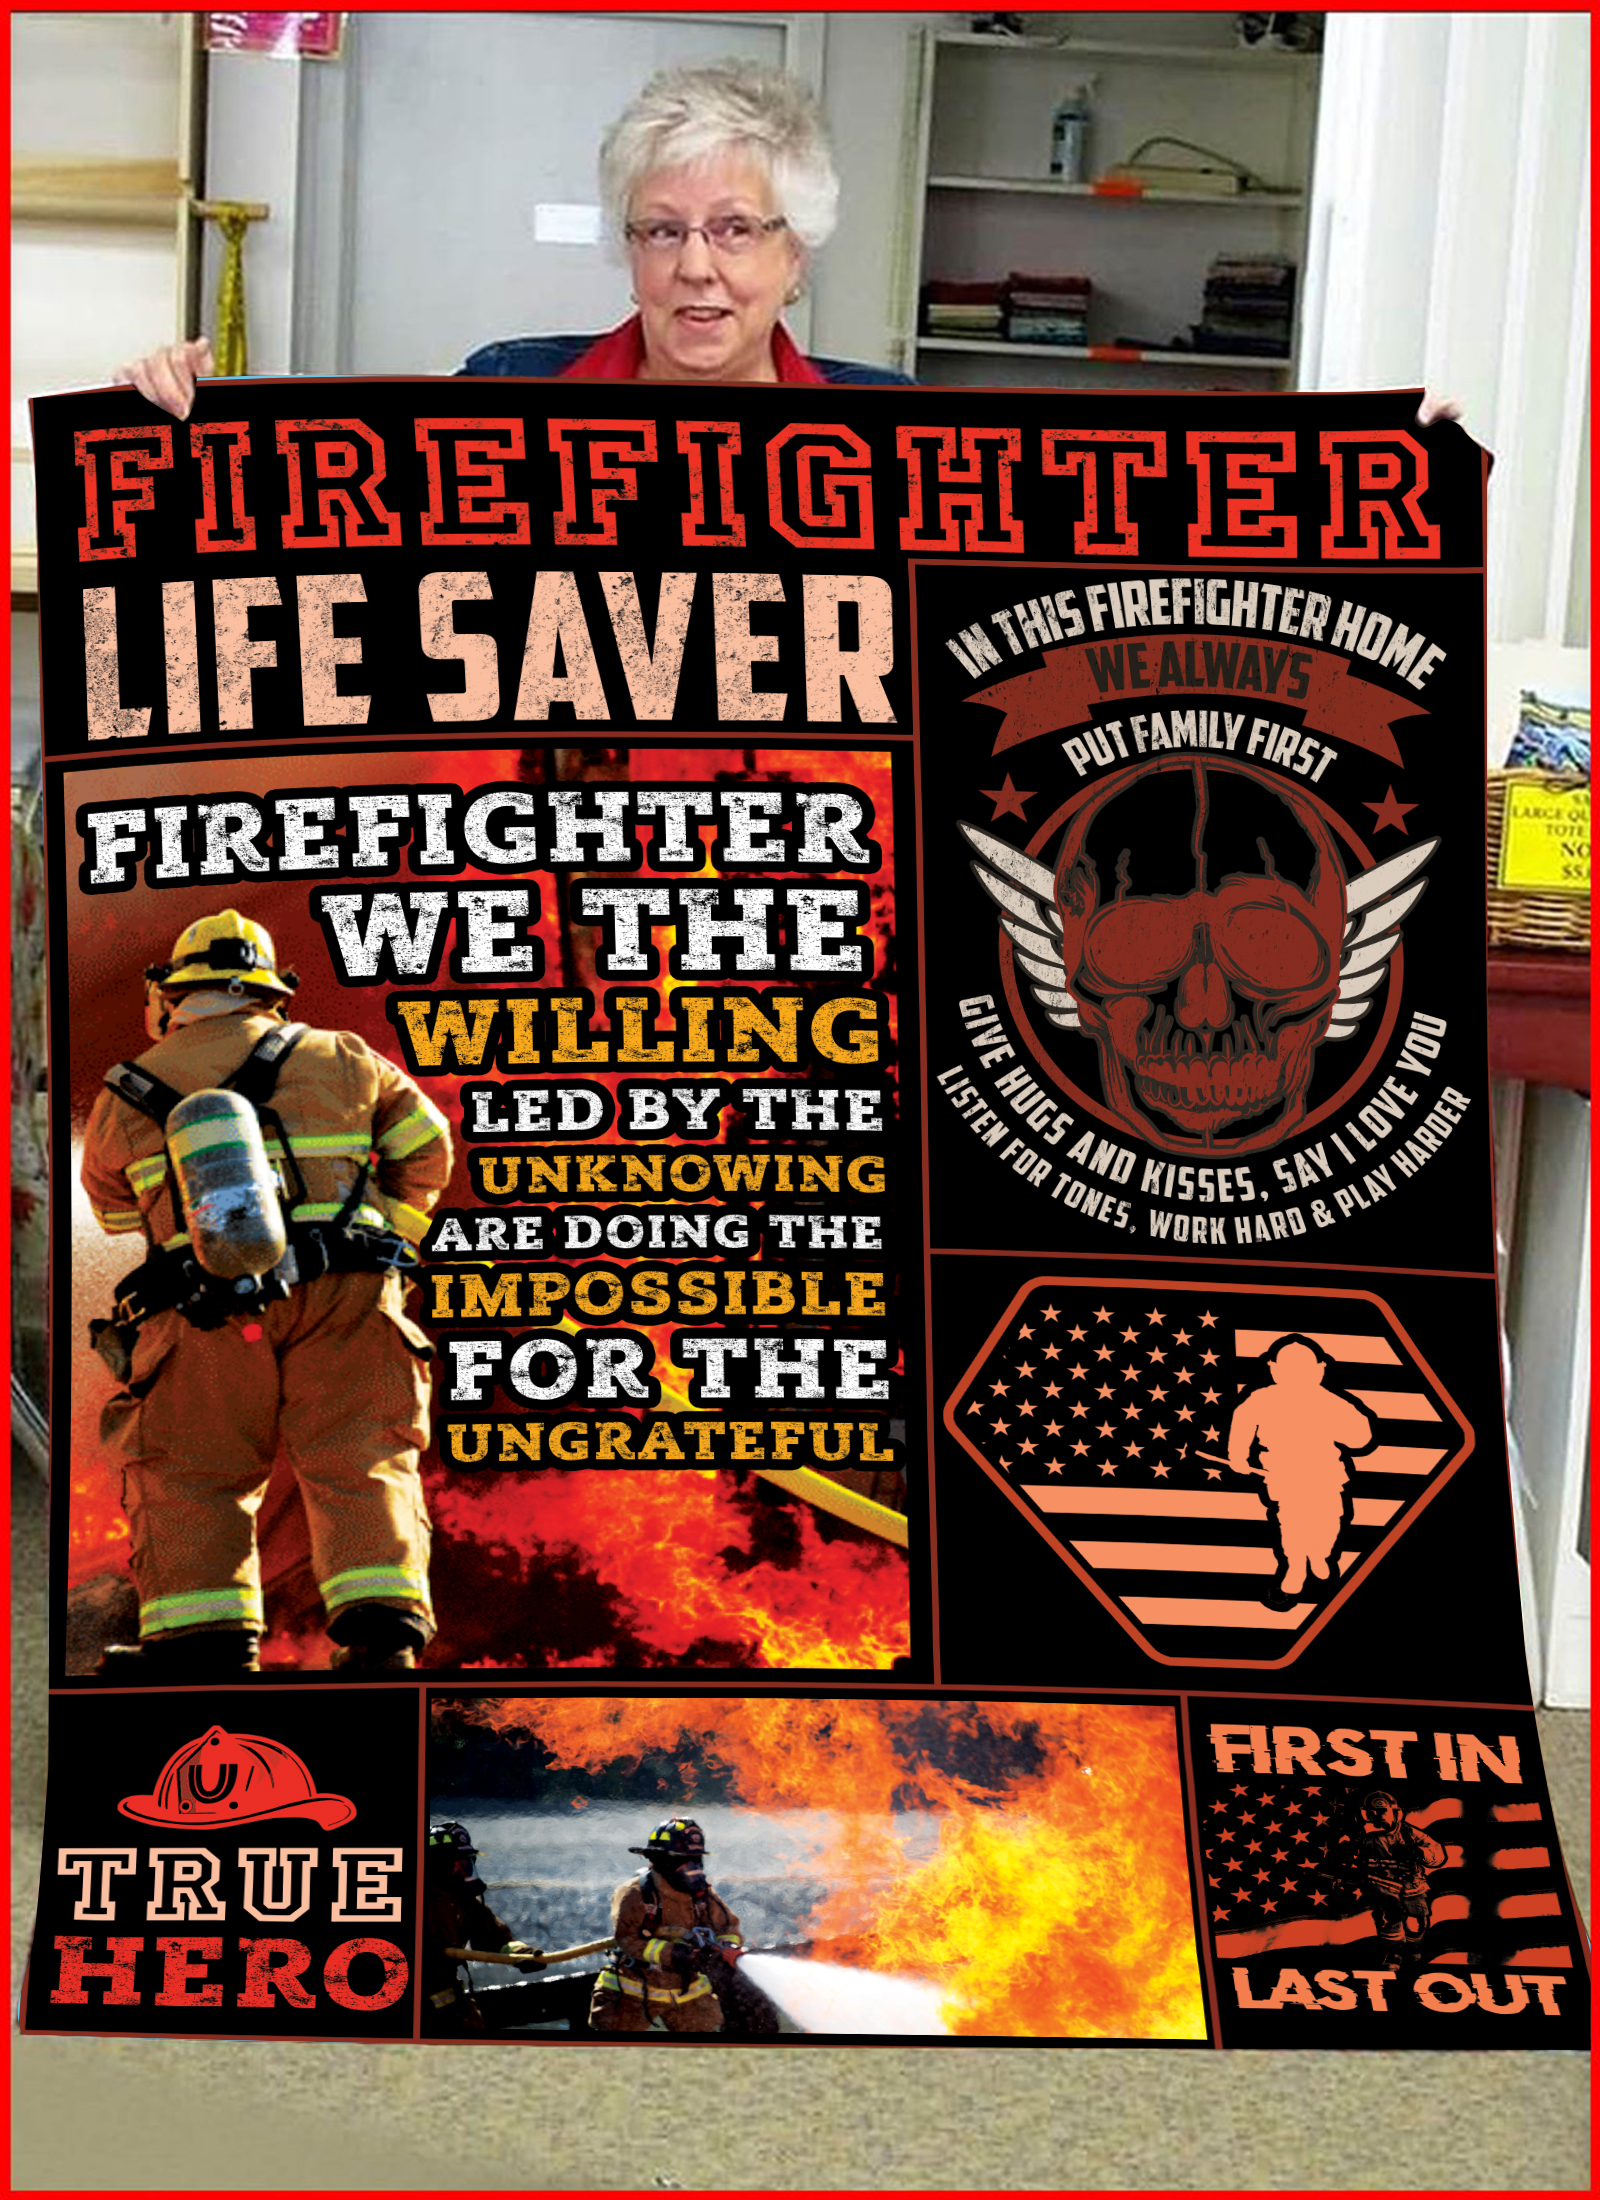 FIREFIGHTER
LIFE SAVER
IN THIS FIREFIGHTER HOME
WE ALWAYS
PUT FAMILY FIRST
GIVE HUGS AND KISSES, SAY I LOVE YOU
LISTEN FOR TONES, WORK HARD & PLAY HARDER
FIREFIGHTER
WE THE
WILLING
LED BY THE
UNKNOWING
ARE DOING THE
IMPOSSIBLE
FOR THE
UNGRATEFUL
TRUE
HERO
FIRST IN
LAST OUT
LARGE
TOTE